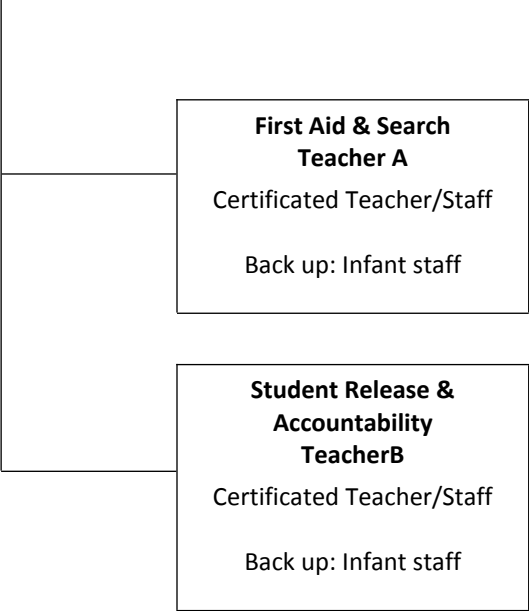 First Aid & Search
Teacher A
Certificated Teacher/Staff
Back up: Infant staff
Student Release &
Accountability
TeacherB
Certificated Teacher/Staff
Back up: Infant staff